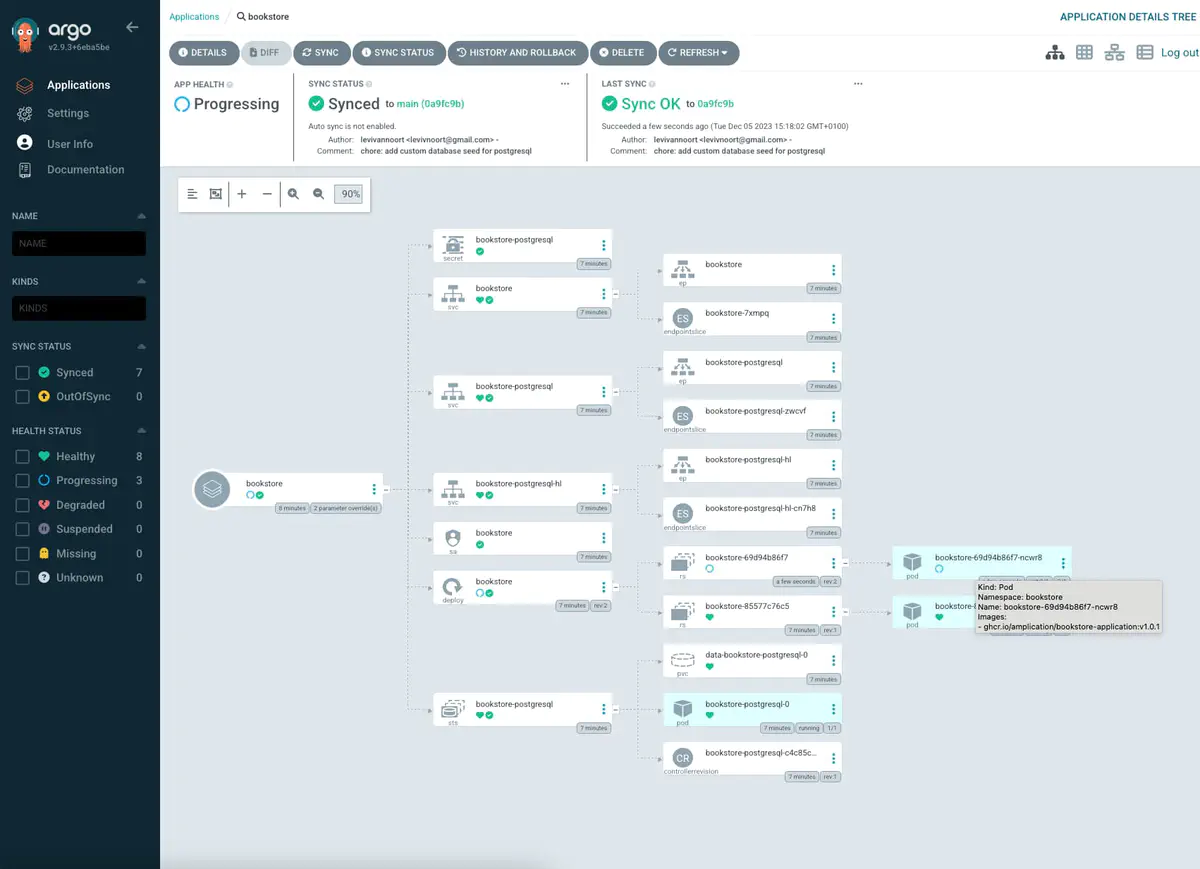 argo
v2.9.3+6eba5be
Applications
Settings
User Info
Documentation
NAME
NAME
KINDS
KINDS
SYNC STATUS
Synced 7
OutOfSync 0
HEALTH STATUS
Healthy 8
Progressing 3
Degraded 0
Suspended 0
Missing 0
Unknown 0
Applications / bookstore
APPLICATION DETAILS TREE
DETAILS DIFF SYNC SYNC STATUS HISTORY AND ROLLBACK DELETE REFRESH
Log out
APP HEALTH
Progressing
SYNC STATUS
Synced to main (0a9fc9b)
Auto sync is not enabled.
Author: levivannoort <levivnoort@gmail.com> -
Comment: chore: add custom database seed for postgresql
LAST SYNC
Sync OK to 0a9fc9b
Succeeded a few seconds ago (Tue Dec 05 2023 15:18:02 GMT+0100)
Author: levivannoort <levivnoort@gmail.com> -
Comment: chore: add custom database seed for postgresql
90%
bookstore
8 minutes 2 parameter override(s)
bookstore-postgresql
secret
7 minutes
bookstore
svc
7 minutes
bookstore-postgresql
svc
7 minutes
bookstore-postgresql-hl
svc
7 minutes
bookstore
sa
7 minutes
bookstore
deploy
7 minutes rev:2
bookstore-postgresql
sts
7 minutes
bookstore
ep
7 minutes
ES
bookstore-7xmpq
endpointslice
7 minutes
bookstore-postgresql
ep
7 minutes
ES
bookstore-postgresql-zwcvf
endpointslice
7 minutes
bookstore-postgresql-hl
ep
7 minutes
ES
bookstore-postgresql-hl-cn7h8
endpointslice
7 minutes
bookstore-69d94b86f7
rs
a few seconds rev:2
bookstore-85577c76c5
rs
7 minutes rev:1
data-bookstore-postgresql-0
pvc
7 minutes
bookstore-postgresql-0
pod
7 minutes running 1/1
CR
bookstore-postgresql-c4c85c...
controllerrevision
7 minutes rev:1
bookstore-69d94b86f7-ncwr8
pod
pod
Kind: Pod
Namespace: bookstore
Name: bookstore-69d94b86f7-ncwr8
Images:
- ghcr.io/amplication/bookstore-application:v1.0.1